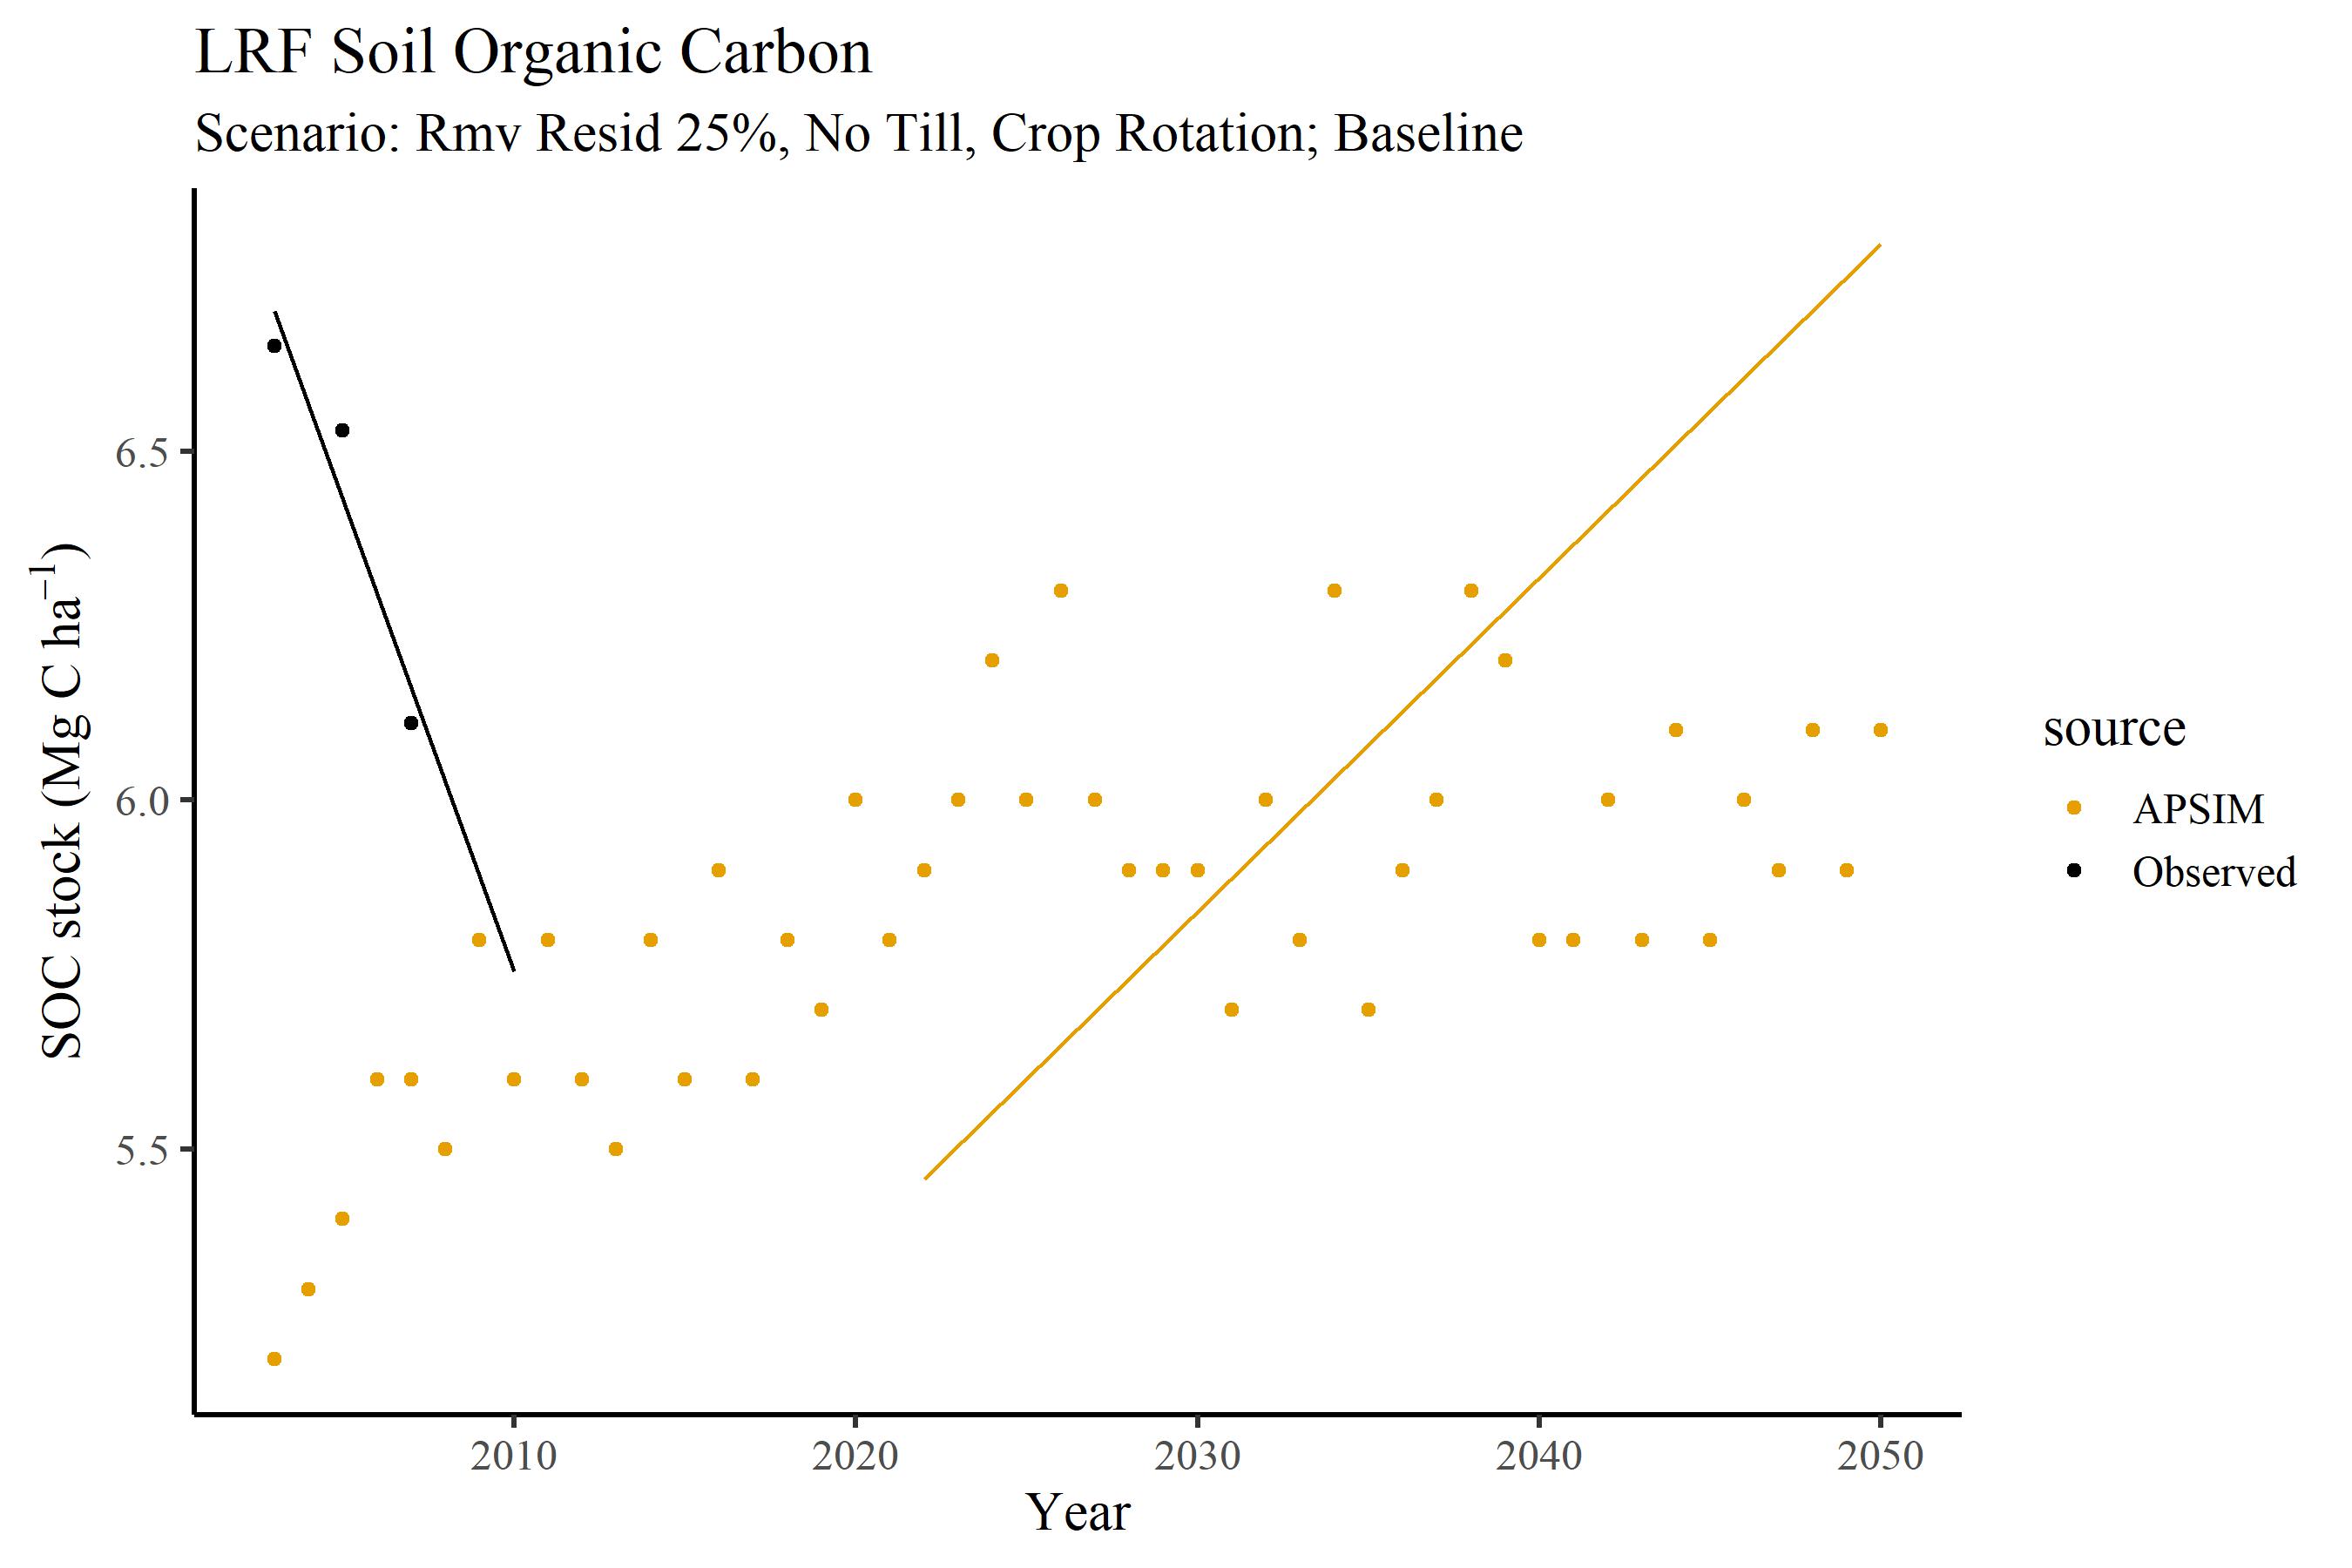 LRF Soil Organic Carbon
Scenario: Rmv Resid 25%, No Till, Crop Rotation; Baseline
SOC stock (Mg C ha⁻¹)
6.5
6.0
5.5
2010 2020 2030 2040 2050
Year
source
APSIM
Observed